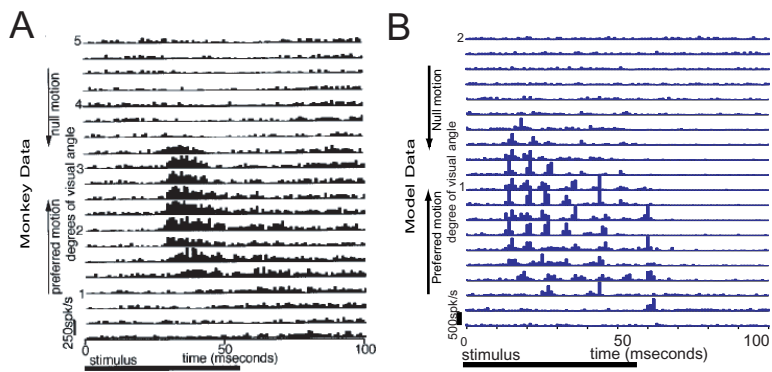 A
5
4
3
2
1
null motion
preferred motion
degrees of visual angle
Monkey Data
250spk/s
0
50
100
stimulus
time (mseconds)
B
2
1
Null motion
Preferred motion
degree of visual angle
Model Data
500spk/s
0
50
100
stimulus
time (mseconds)